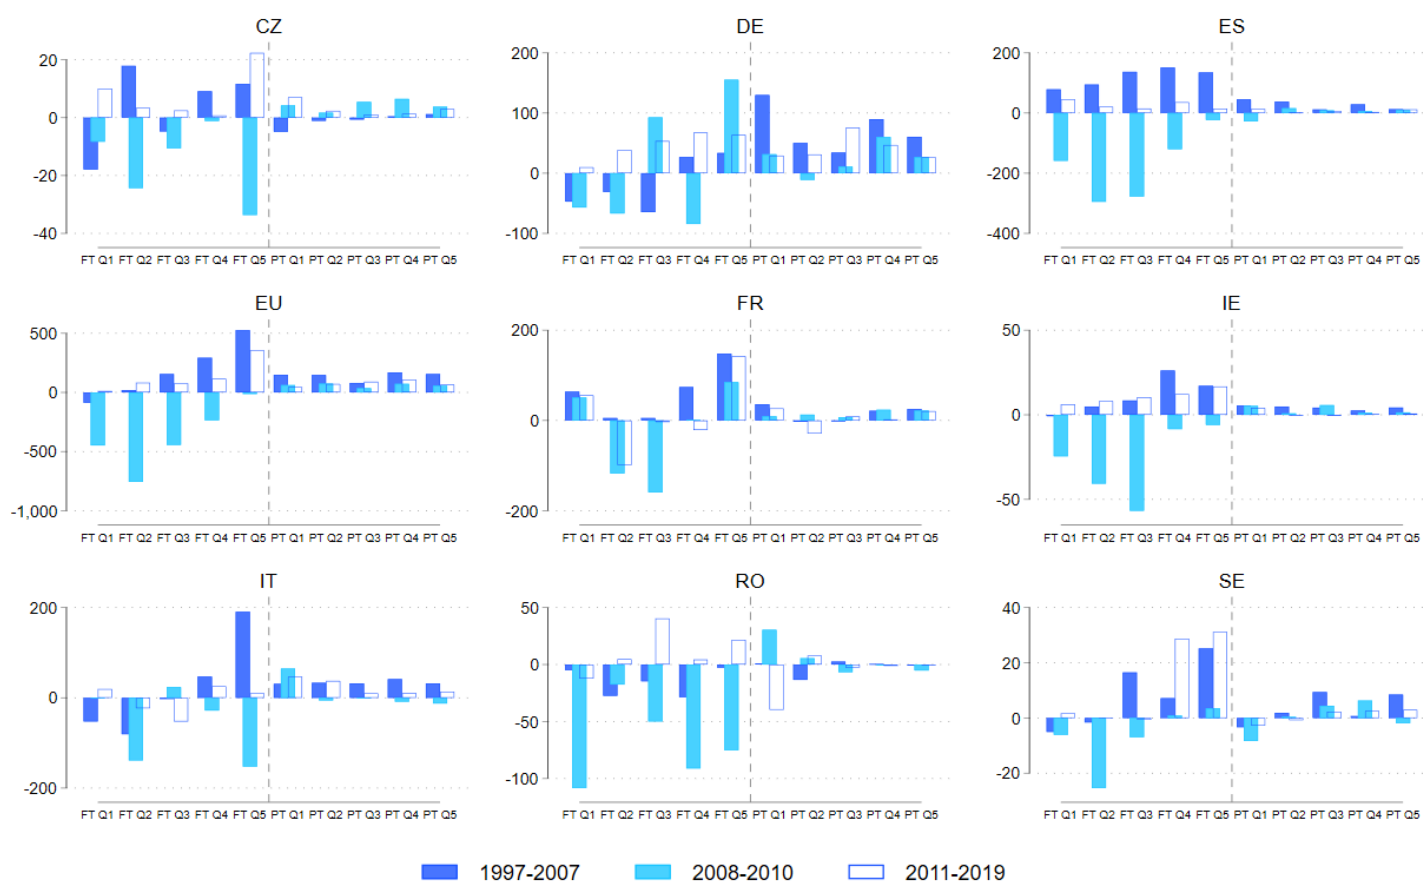 CZ
DE
ES
20
0
-20
-40
FT Q1 FT Q2 FT Q3 FT Q4 FT Q5 PT Q1 PT Q2 PT Q3 PT Q4 PT Q5
200
100
0
-100
FT Q1 FT Q2 FT Q3 FT Q4 FT Q5 PT Q1 PT Q2 PT Q3 PT Q4 PT Q5
200
0
-200
-400
FT Q1 FT Q2 FT Q3 FT Q4 FT Q5 PT Q1 PT Q2 PT Q3 PT Q4 PT Q5
EU
FR
IE
500
0
-500
-1,000
FT Q1 FT Q2 FT Q3 FT Q4 FT Q5 PT Q1 PT Q2 PT Q3 PT Q4 PT Q5
200
0
-200
FT Q1 FT Q2 FT Q3 FT Q4 FT Q5 PT Q1 PT Q2 PT Q3 PT Q4 PT Q5
50
0
-50
FT Q1 FT Q2 FT Q3 FT Q4 FT Q5 PT Q1 PT Q2 PT Q3 PT Q4 PT Q5
IT
RO
SE
200
0
-200
FT Q1 FT Q2 FT Q3 FT Q4 FT Q5 PT Q1 PT Q2 PT Q3 PT Q4 PT Q5
50
0
-50
-100
FT Q1 FT Q2 FT Q3 FT Q4 FT Q5 PT Q1 PT Q2 PT Q3 PT Q4 PT Q5
40
20
0
-20
FT Q1 FT Q2 FT Q3 FT Q4 FT Q5 PT Q1 PT Q2 PT Q3 PT Q4 PT Q5
1997-2007 2008-2010 2011-2019